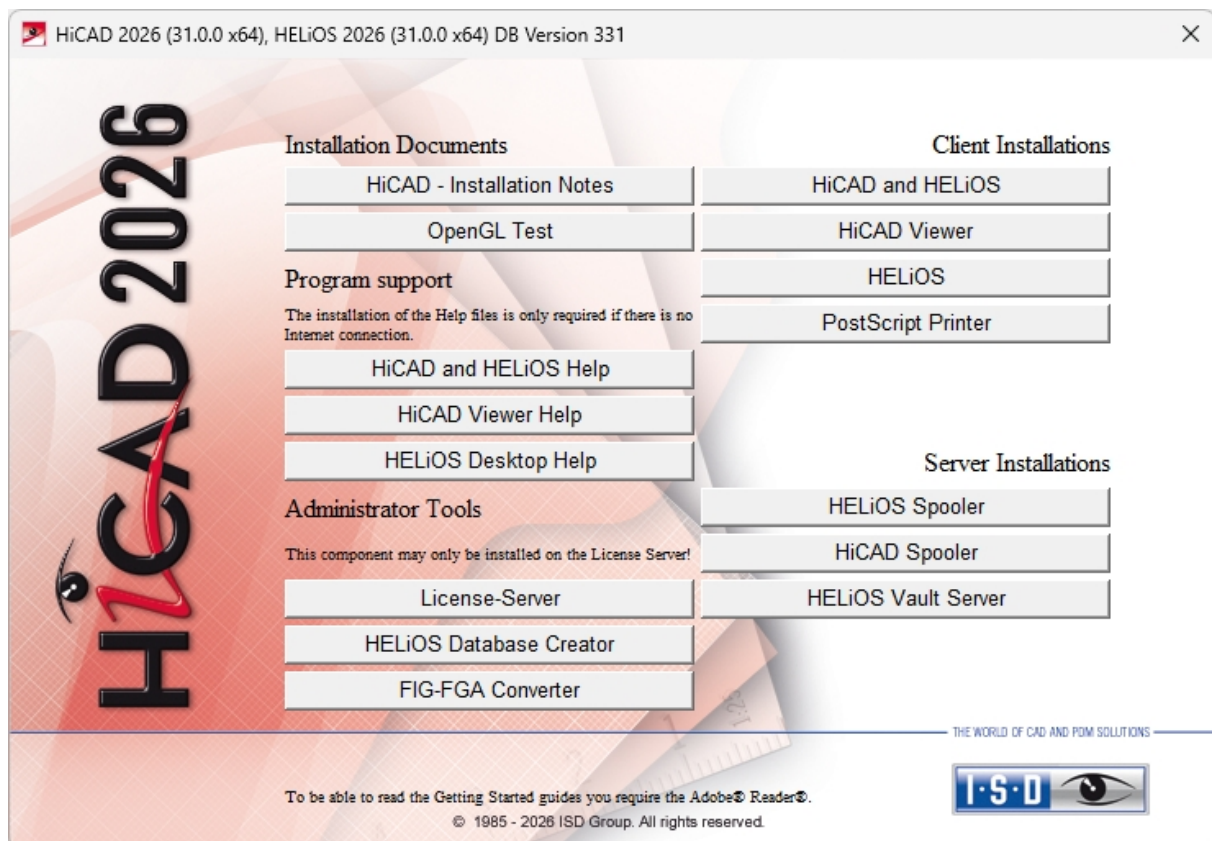 HiCAD 2026 (31.0.0 x64), HELiOS 2026 (31.0.0 x64) DB Version 331
HiCAD 2026
Installation Documents
HiCAD - Installation Notes
OpenGL Test
Program support
The installation of the Help files is only required if there is no
Internet connection.
HiCAD and HELiOS Help
HiCAD Viewer Help
HELiOS Desktop Help
Administrator Tools
This component may only be installed on the License Server!
License-Server
HELiOS Database Creator
FIG-FGA Converter
Client Installations
HiCAD and HELiOS
HiCAD Viewer
HELiOS
PostScript Printer
Server Installations
HELiOS Spooler
HiCAD Spooler
HELiOS Vault Server
THE WORLD OF CAD AND PDM SOLUTIONS
I·S·D
To be able to read the Getting Started guides you require the Adobe® Reader®.
© 1985 - 2026 ISD Group. All rights reserved.